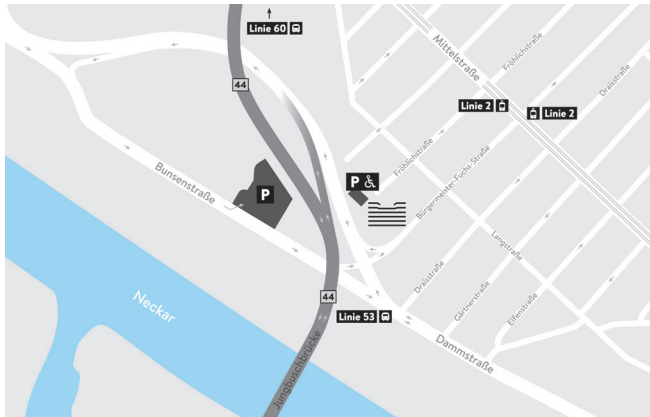 Linie 60
Mittelstraße
Fröhlichstraße
44
Linie 2
Linie 2
Draisstraße
Bunsenstraße
P
P
Fröhlichstraße
Bürgermeister-Fuchs-Straße
Langstraße
Neckar
44
Draisstraße
Gärtnerstraße
Elfenstraße
Linie 53
Dammstraße
Jungbuschbrücke